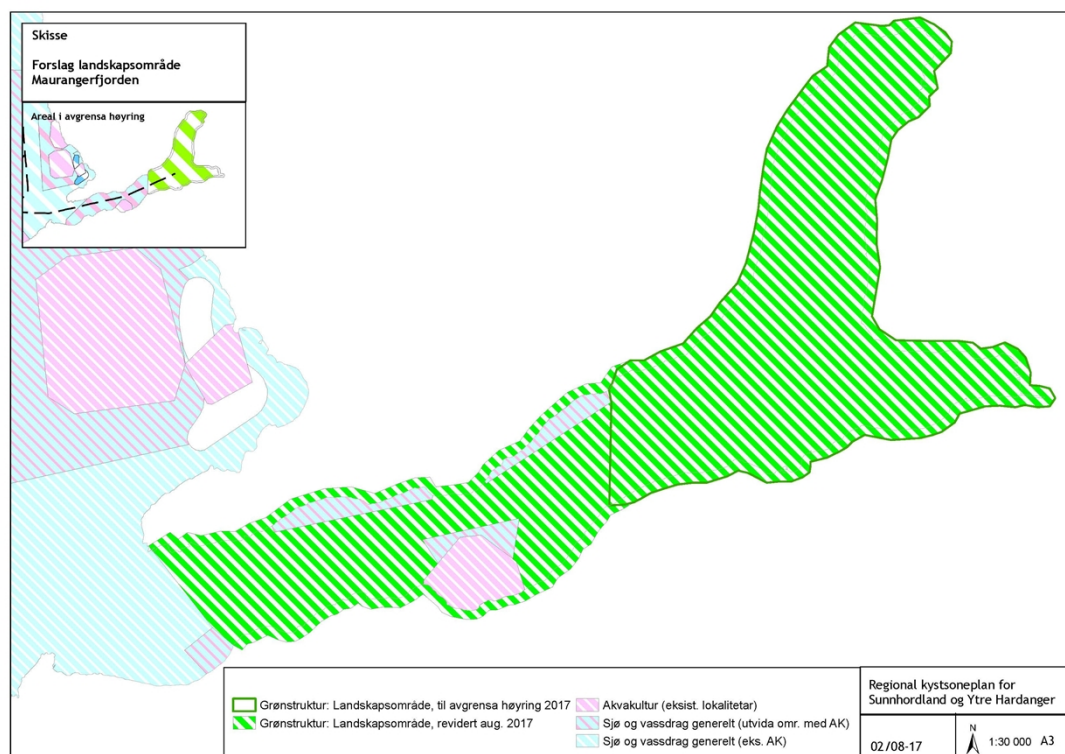 Skisse
Forslag landskapsområde
Maurangerfjorden
Areal i avgrensa høyring
Grønstruktur: Landskapsområde, til avgrensa høyring 2017
Grønstruktur: Landskapsområde, revidert aug. 2017
Akvakultur (eksist. lokalitetar)
Sjø og vassdrag generelt (utvida omr. med AK)
Sjø og vassdrag generelt (eks. AK)
Regional kystsoneplan for
Sunnhordland og Ytre Hardanger
02/08-17
N
1:30 000 A3